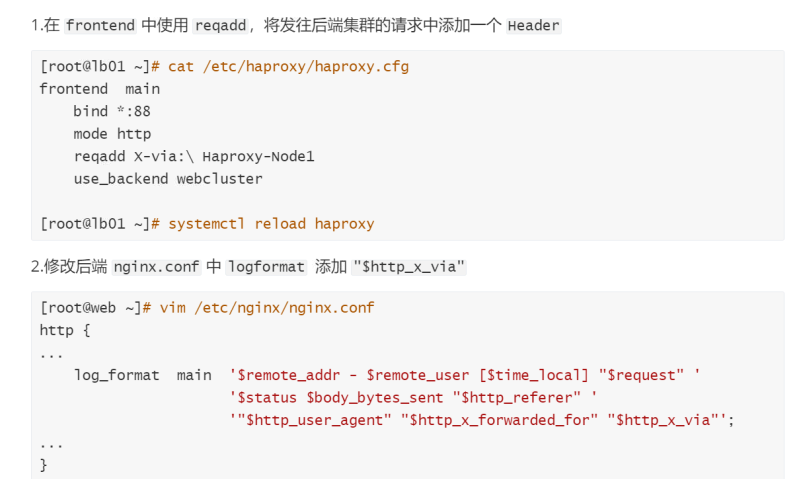 1.在 frontend 中使用 reqadd，将发往后端集群的请求中添加一个 Header
[root@lb01 ~]# cat /etc/haproxy/haproxy.cfg
frontend  main
    bind *:88
    mode http
    reqadd X-via:\ Haproxy-Node1
    use_backend webcluster
[root@lb01 ~]# systemctl reload haproxy
2.修改后端 nginx.conf 中 logformat 添加 "$http_x_via"
[root@web ~]# vim /etc/nginx/nginx.conf
http {
...
    log_format  main  '$remote_addr - $remote_user [$time_local] "$request" '
                      '$status $body_bytes_sent "$http_referer" '
                      '"$http_user_agent" "$http_x_forwarded_for" "$http_x_via"';
...
}